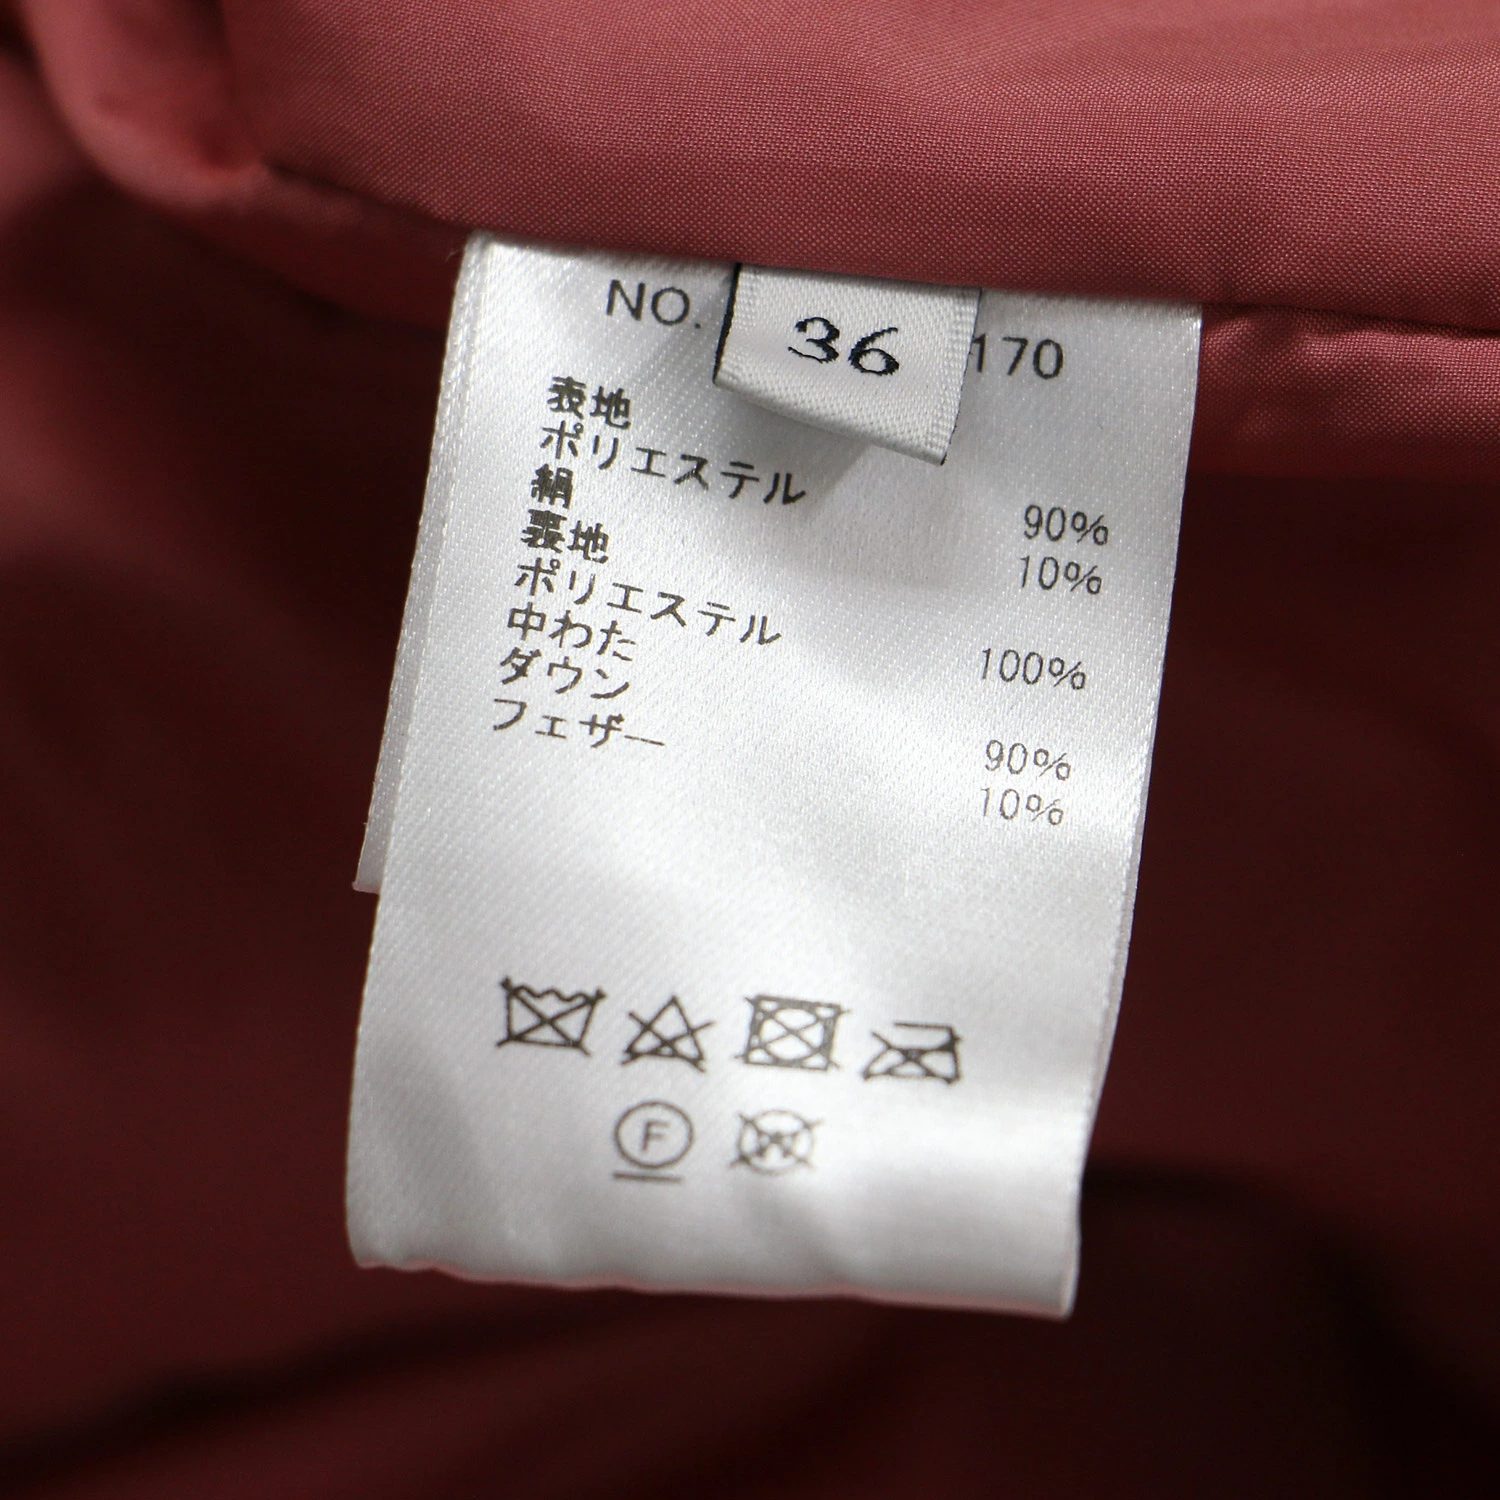 NO. 170
36
表地
ポリエステル 90%
絹 10%
裏地
ポリエステル 100%
中わた
ダウン 90%
フェザー 10%
F
W